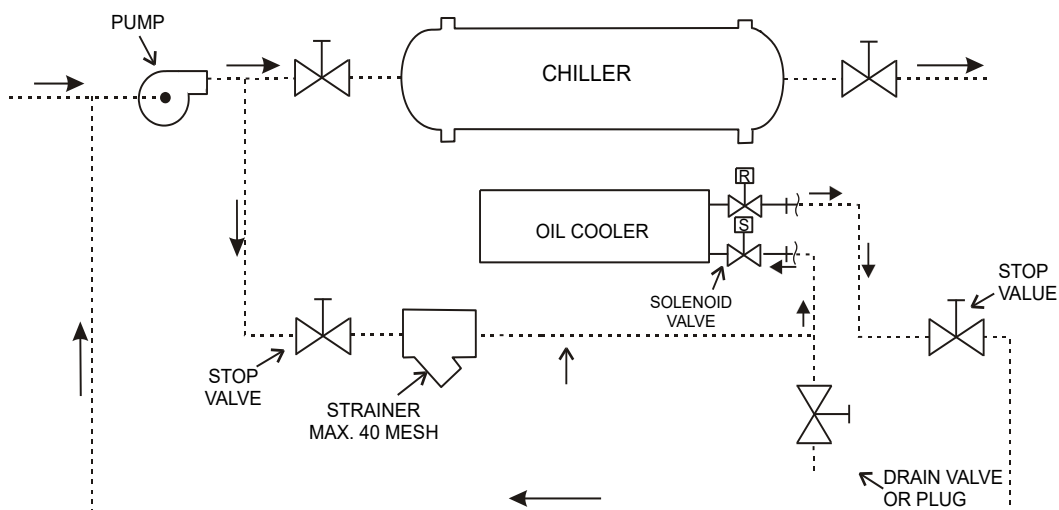 PUMP
CHILLER
R
OIL COOLER
S
SOLENOID
VALVE
STOP
VALUE
STOP
VALVE
STRAINER
MAX. 40 MESH
DRAIN VALVE
OR PLUG